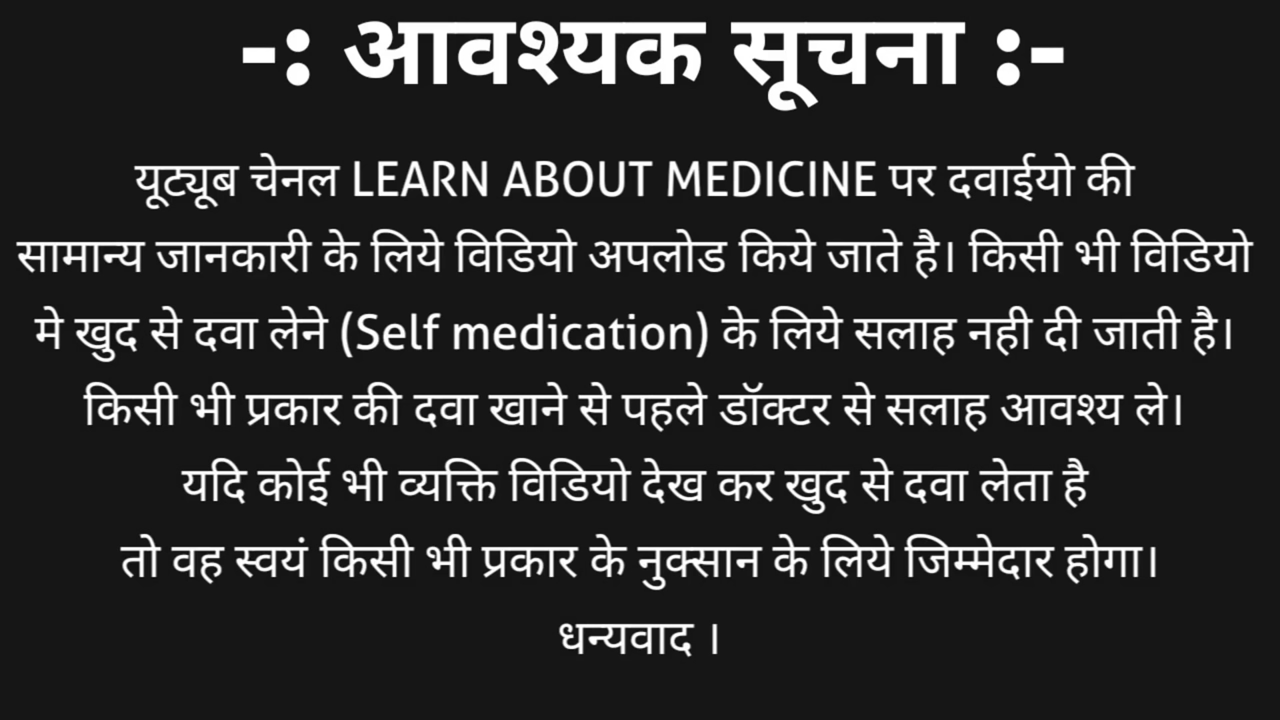 -: आवश्यक सूचना :-
यूट्यूब चेनल LEARN ABOUT MEDICINE पर दवाईयो की
सामान्य जानकारी के लिये विडियो अपलोड किये जाते है। किसी भी विडियो
मे खुद से दवा लेने (Self medication) के लिये सलाह नही दी जाती है।
किसी भी प्रकार की दवा खाने से पहले डॉक्टर से सलाह आवश्य ले।
यदि कोई भी व्यक्ति विडियो देख कर खुद से दवा लेता है
तो वह स्वयं किसी भी प्रकार के नुक्सान के लिये जिम्मेदार होगा।
धन्यवाद ।